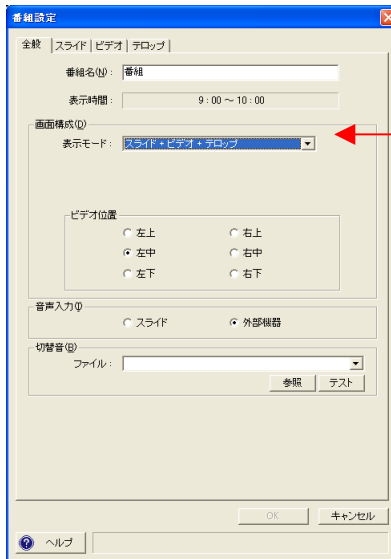 番組設定
全般 スライド ビデオ テロップ
番組名(N)： 番組
表示時間： 9：00 ～ 10：00
画面構成(D)
表示モード： スライド + ビデオ + テロップ
ビデオ位置
左上 右上
左中 右中
左下 右下
音声入力(I)
スライド 外部機器
切替音(B)
ファイル：
参照 テスト
OK キャンセル
ヘルプ